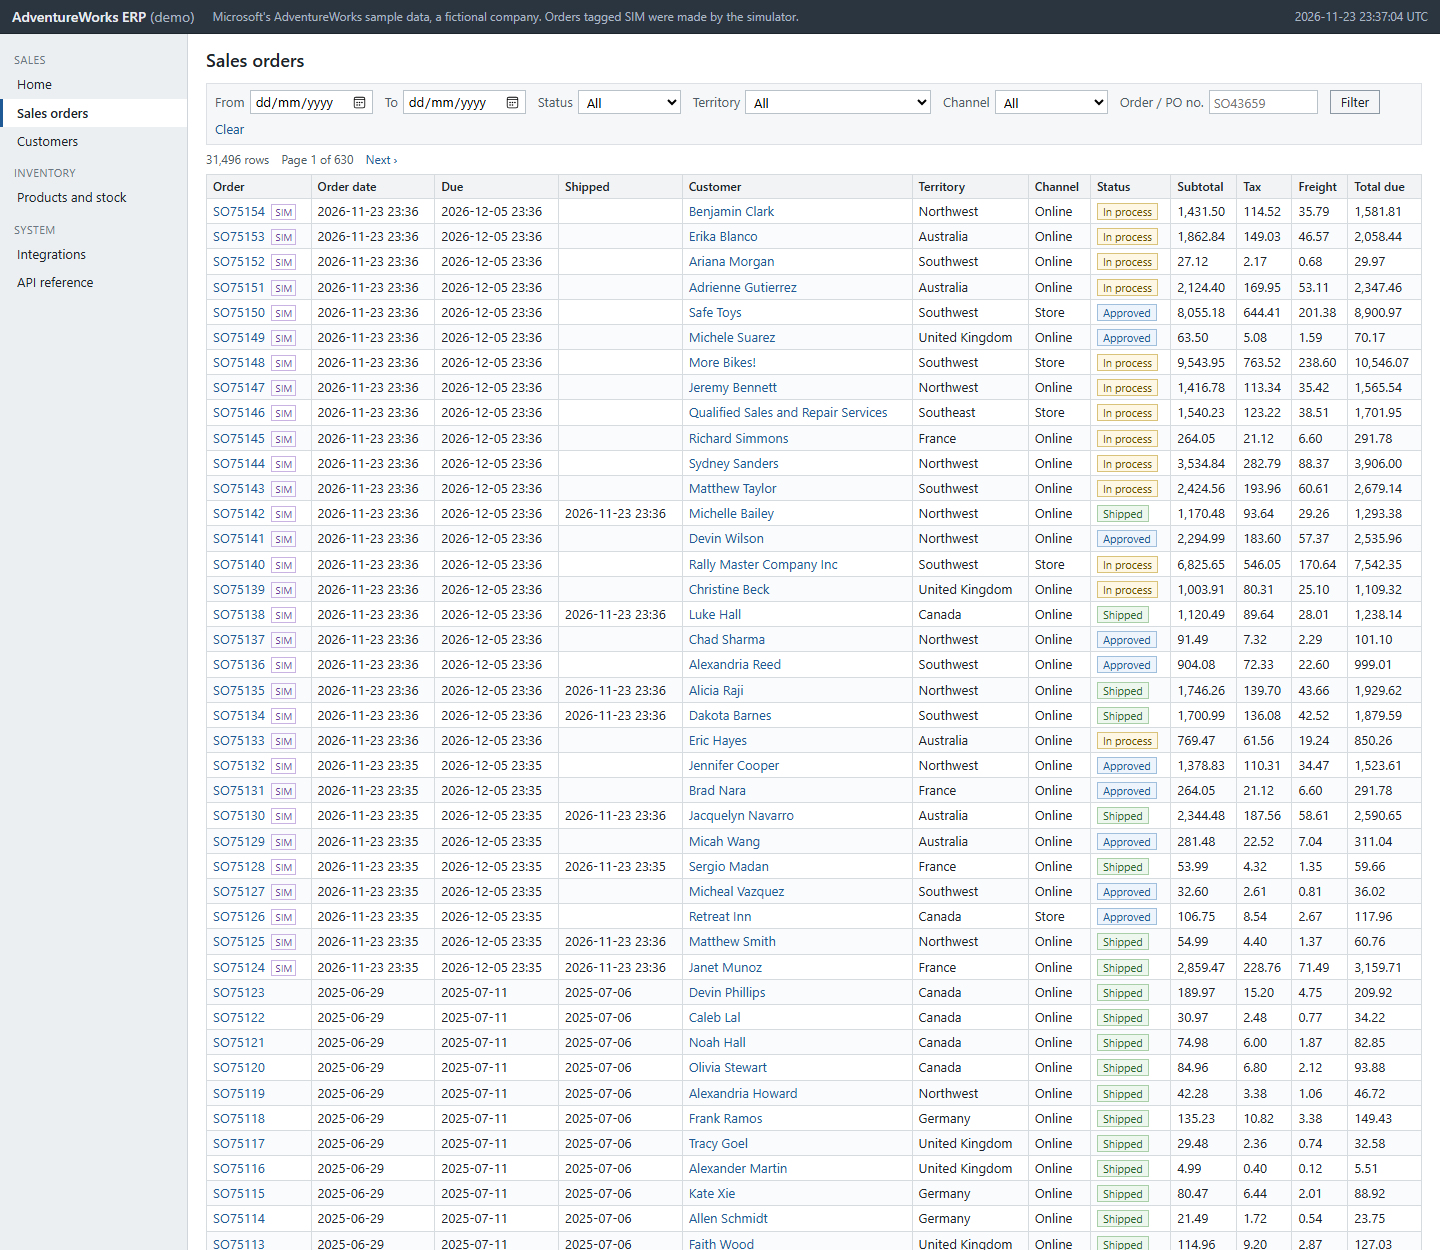 AdventureWorks ERP (demo) Microsoft's AdventureWorks sample data, a fictional company. Orders tagged SIM were made by the simulator. 2026-11-23 23:37:04 UTC
SALES
Home
Sales orders
Customers
INVENTORY
Products and stock
SYSTEM
Integrations
API reference
Sales orders
From dd/mm/yyyy To dd/mm/yyyy Status All Territory All Channel All Order / PO no. SO43659 Filter
Clear
31,496 rows Page 1 of 630 Next ›
Order Order date Due Shipped Customer Territory Channel Status Subtotal Tax Freight Total due
SO75154 SIM 2026-11-23 23:36 2026-12-05 23:36 Benjamin Clark Northwest Online In process 1,431.50 114.52 35.79 1,581.81
SO75153 SIM 2026-11-23 23:36 2026-12-05 23:36 Erika Blanco Australia Online In process 1,862.84 149.03 46.57 2,058.44
SO75152 SIM 2026-11-23 23:36 2026-12-05 23:36 Ariana Morgan Southwest Online In process 27.12 2.17 0.68 29.97
SO75151 SIM 2026-11-23 23:36 2026-12-05 23:36 Adrienne Gutierrez Australia Online In process 2,124.40 169.95 53.11 2,347.46
SO75150 SIM 2026-11-23 23:36 2026-12-05 23:36 Safe Toys Southwest Store Approved 8,055.18 644.41 201.38 8,900.97
SO75149 SIM 2026-11-23 23:36 2026-12-05 23:36 Michele Suarez United Kingdom Online Approved 63.50 5.08 1.59 70.17
SO75148 SIM 2026-11-23 23:36 2026-12-05 23:36 More Bikes! Southwest Store In process 9,543.95 763.52 238.60 10,546.07
SO75147 SIM 2026-11-23 23:36 2026-12-05 23:36 Jeremy Bennett Northwest Online In process 1,416.78 113.34 35.42 1,565.54
SO75146 SIM 2026-11-23 23:36 2026-12-05 23:36 Qualified Sales and Repair Services Southeast Store In process 1,540.23 123.22 38.51 1,701.95
SO75145 SIM 2026-11-23 23:36 2026-12-05 23:36 Richard Simmons France Online In process 264.05 21.12 6.60 291.78
SO75144 SIM 2026-11-23 23:36 2026-12-05 23:36 Sydney Sanders Northwest Online In process 3,534.84 282.79 88.37 3,906.00
SO75143 SIM 2026-11-23 23:36 2026-12-05 23:36 Matthew Taylor Southwest Online In process 2,424.56 193.96 60.61 2,679.14
SO75142 SIM 2026-11-23 23:36 2026-12-05 23:36 2026-11-23 23:36 Michelle Bailey Northwest Online Shipped 1,170.48 93.64 29.26 1,293.38
SO75141 SIM 2026-11-23 23:36 2026-12-05 23:36 Devin Wilson Northwest Online Approved 2,294.99 183.60 57.37 2,535.96
SO75140 SIM 2026-11-23 23:36 2026-12-05 23:36 Rally Master Company Inc Southwest Store In process 6,825.65 546.05 170.64 7,542.35
SO75139 SIM 2026-11-23 23:36 2026-12-05 23:36 Christine Beck United Kingdom Online In process 1,003.91 80.31 25.10 1,109.32
SO75138 SIM 2026-11-23 23:36 2026-12-05 23:36 2026-11-23 23:36 Luke Hall Canada Online Shipped 1,120.49 89.64 28.01 1,238.14
SO75137 SIM 2026-11-23 23:36 2026-12-05 23:36 Chad Sharma Northwest Online Approved 91.49 7.32 2.29 101.10
SO75136 SIM 2026-11-23 23:36 2026-12-05 23:36 Alexandria Reed Southwest Online Approved 904.08 72.33 22.60 999.01
SO75135 SIM 2026-11-23 23:36 2026-12-05 23:36 2026-11-23 23:36 Alicia Raji Northwest Online Shipped 1,746.26 139.70 43.66 1,929.62
SO75134 SIM 2026-11-23 23:36 2026-12-05 23:36 2026-11-23 23:36 Dakota Barnes Southwest Online Shipped 1,700.99 136.08 42.52 1,879.59
SO75133 SIM 2026-11-23 23:36 2026-12-05 23:36 Eric Hayes Australia Online In process 769.47 61.56 19.24 850.26
SO75132 SIM 2026-11-23 23:35 2026-12-05 23:35 Jennifer Cooper Northwest Online Approved 1,378.83 110.31 34.47 1,523.61
SO75131 SIM 2026-11-23 23:35 2026-12-05 23:35 Brad Nara France Online Approved 264.05 21.12 6.60 291.78
SO75130 SIM 2026-11-23 23:35 2026-12-05 23:35 2026-11-23 23:36 Jacquelyn Navarro Australia Online Shipped 2,344.48 187.56 58.61 2,590.65
SO75129 SIM 2026-11-23 23:35 2026-12-05 23:35 Micah Wang Australia Online Approved 281.48 22.52 7.04 311.04
SO75128 SIM 2026-11-23 23:35 2026-12-05 23:35 2026-11-23 23:35 Sergio Madan France Online Shipped 53.99 4.32 1.35 59.66
SO75127 SIM 2026-11-23 23:35 2026-12-05 23:35 Micheal Vazquez Southwest Online Approved 32.60 2.61 0.81 36.02
SO75126 SIM 2026-11-23 23:35 2026-12-05 23:35 Retreat Inn Canada Store Approved 106.75 8.54 2.67 117.96
SO75125 SIM 2026-11-23 23:35 2026-12-05 23:35 2026-11-23 23:36 Matthew Smith Northwest Online Shipped 54.99 4.40 1.37 60.76
SO75124 SIM 2026-11-23 23:35 2026-12-05 23:35 2026-11-23 23:36 Janet Munoz France Online Shipped 2,859.47 228.76 71.49 3,159.71
SO75123 2025-06-29 2025-07-11 2025-07-06 Devin Phillips Canada Online Shipped 189.97 15.20 4.75 209.92
SO75122 2025-06-29 2025-07-11 2025-07-06 Caleb Lal Canada Online Shipped 30.97 2.48 0.77 34.22
SO75121 2025-06-29 2025-07-11 2025-07-06 Noah Hall Canada Online Shipped 74.98 6.00 1.87 82.85
SO75120 2025-06-29 2025-07-11 2025-07-06 Olivia Stewart Canada Online Shipped 84.96 6.80 2.12 93.88
SO75119 2025-06-29 2025-07-11 2025-07-06 Alexandria Howard Northwest Online Shipped 42.28 3.38 1.06 46.72
SO75118 2025-06-29 2025-07-11 2025-07-06 Frank Ramos Germany Online Shipped 135.23 10.82 3.38 149.43
SO75117 2025-06-29 2025-07-11 2025-07-06 Tracy Goel United Kingdom Online Shipped 29.48 2.36 0.74 32.58
SO75116 2025-06-29 2025-07-11 2025-07-06 Alexander Martin United Kingdom Online Shipped 4.99 0.40 0.12 5.51
SO75115 2025-06-29 2025-07-11 2025-07-06 Kate Xie Germany Online Shipped 80.47 6.44 2.01 88.92
SO75114 2025-06-29 2025-07-11 2025-07-06 Allen Schmidt Germany Online Shipped 21.49 1.72 0.54 23.75
SO75113 2025-06-29 2025-07-11 2025-07-06 Faith Wood United Kingdom Online Shipped 114.96 9.20 2.87 127.03